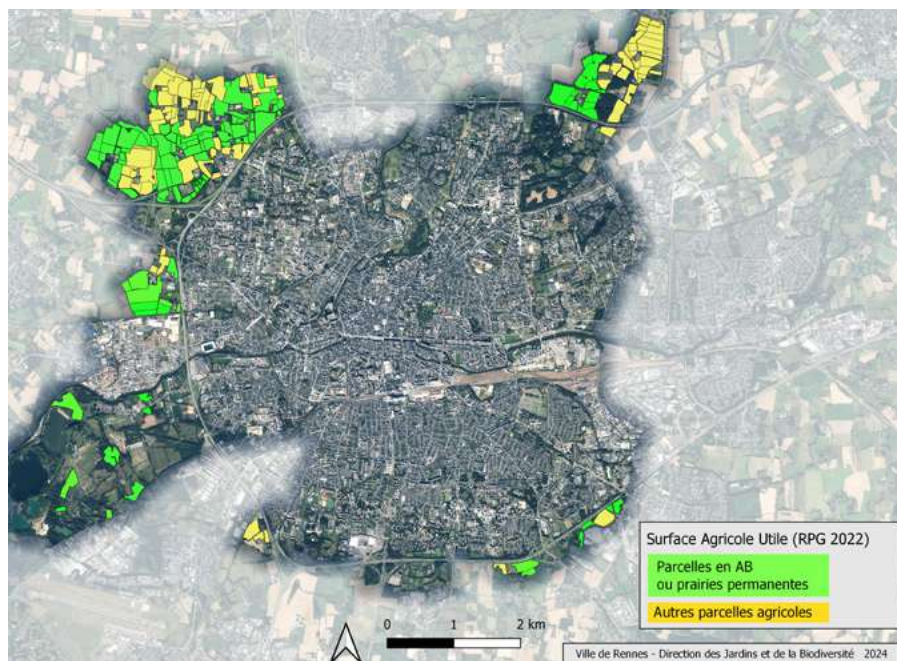 Surface Agricole Utile (RPG 2022)
Parcelles en AB
ou prairies permanentes
Autres parcelles agricoles
0 1 2 km
Ville de Rennes - Direction des Jardins et de la Biodiversité 2024